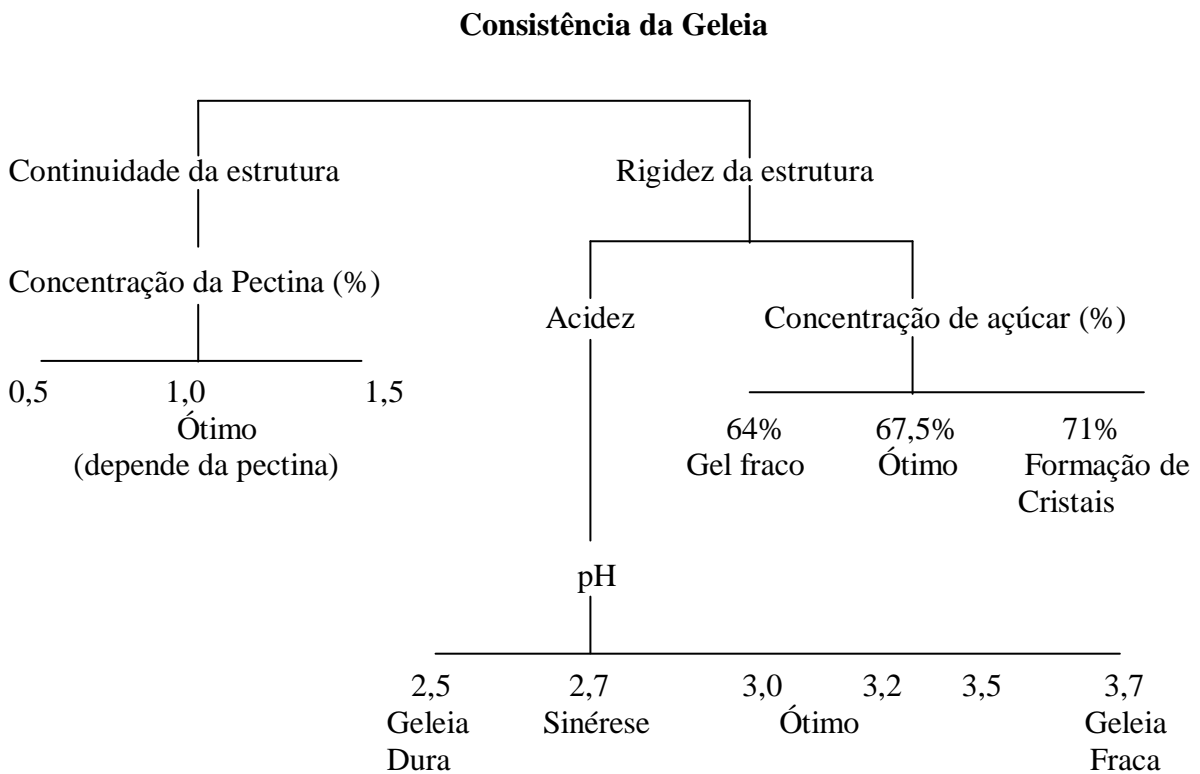 Consistência da Geleia
Continuidade da estrutura
Rigidez da estrutura
Concentração da Pectina (%)
Acidez
Concentração de açúcar (%)
0,5 1,0 1,5
Ótimo
(depende da pectina)
64% 67,5% 71%
Gel fraco Ótimo Formação de
Cristais
pH
2,5 2,7 3,0 3,2 3,5 3,7
Geleia Sinérese Ótimo Geleia
Dura Fraca